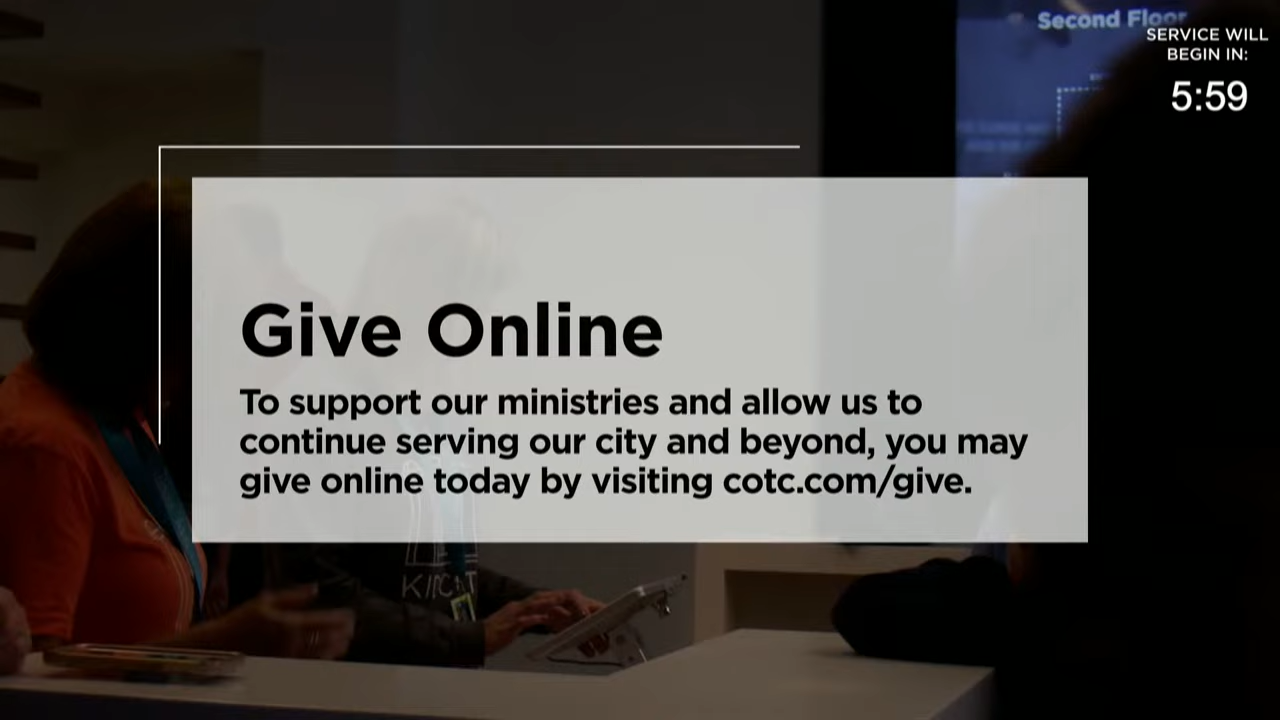 Second Floor
SERVICE WILL
BEGIN IN:
5:59
Give Online
To support our ministries and allow us to
continue serving our city and beyond, you may
give online today by visiting cotc.com/give.